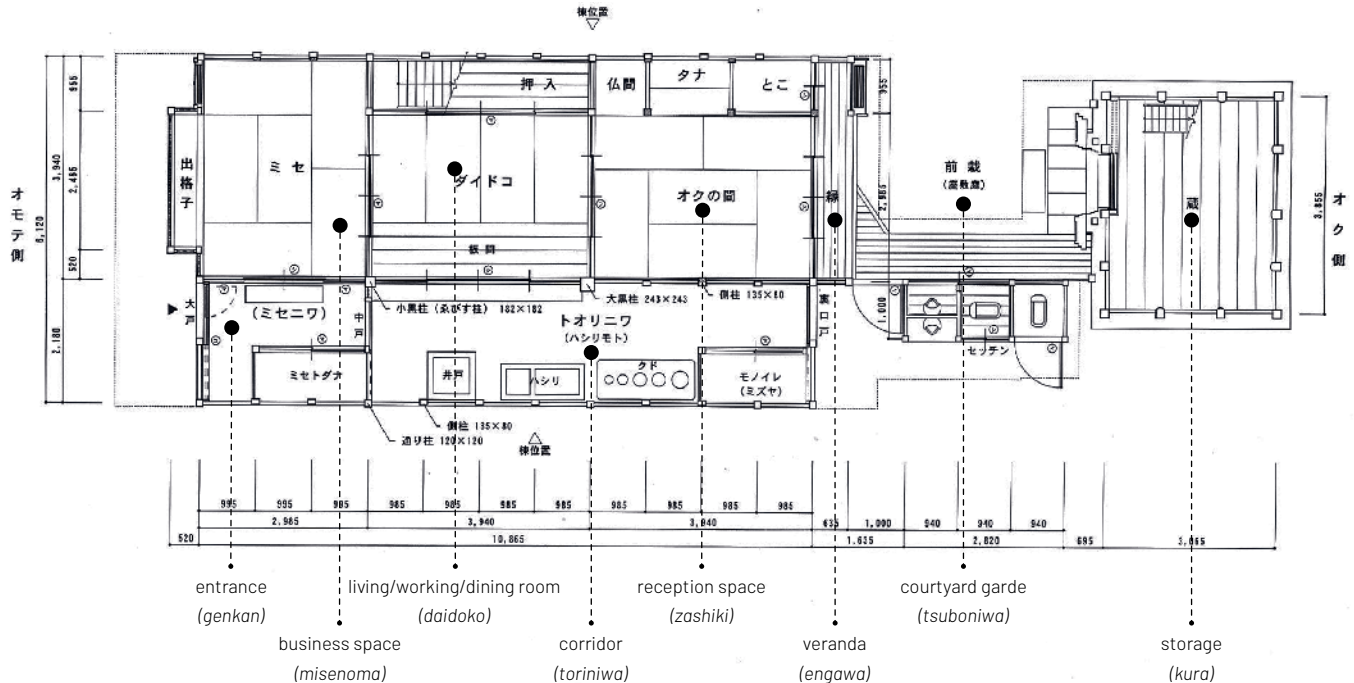 棟位置
押入
仏間
タナ
とこ
955
955
出格子
ミセ
ダイドコ
オクの間
縁
前栽
(座敷庭)
蔵
オモテ側
6,120
3,940
2,485
520
2,180
2,985
1,000
3,855
オク側
板間
大戸
(ミセニワ)
中戸
小黒柱 (ゑびす柱) 182×182
大黒柱 243×243
側柱 135×80
裏口戸
トオリニワ
(ハシリモト)
ミセトダナ
井戸
ハシリ
クド
モノイレ
(ミズヤ)
セッチン
側柱 135×80
通り柱 120×120
棟位置
995 995 995 985 985 985 985 985 985 985 985
2,985 3,940 3,940 635 1,000 940 940 940
520 10,865 1,635 2,820 695
entrance
(genkan)
living/working/dining room
(daidoko)
reception space
(zashiki)
courtyard garde
(tsuboniwa)
business space
(misenoma)
corridor
(toriniwa)
veranda
(engawa)
storage
(kura)